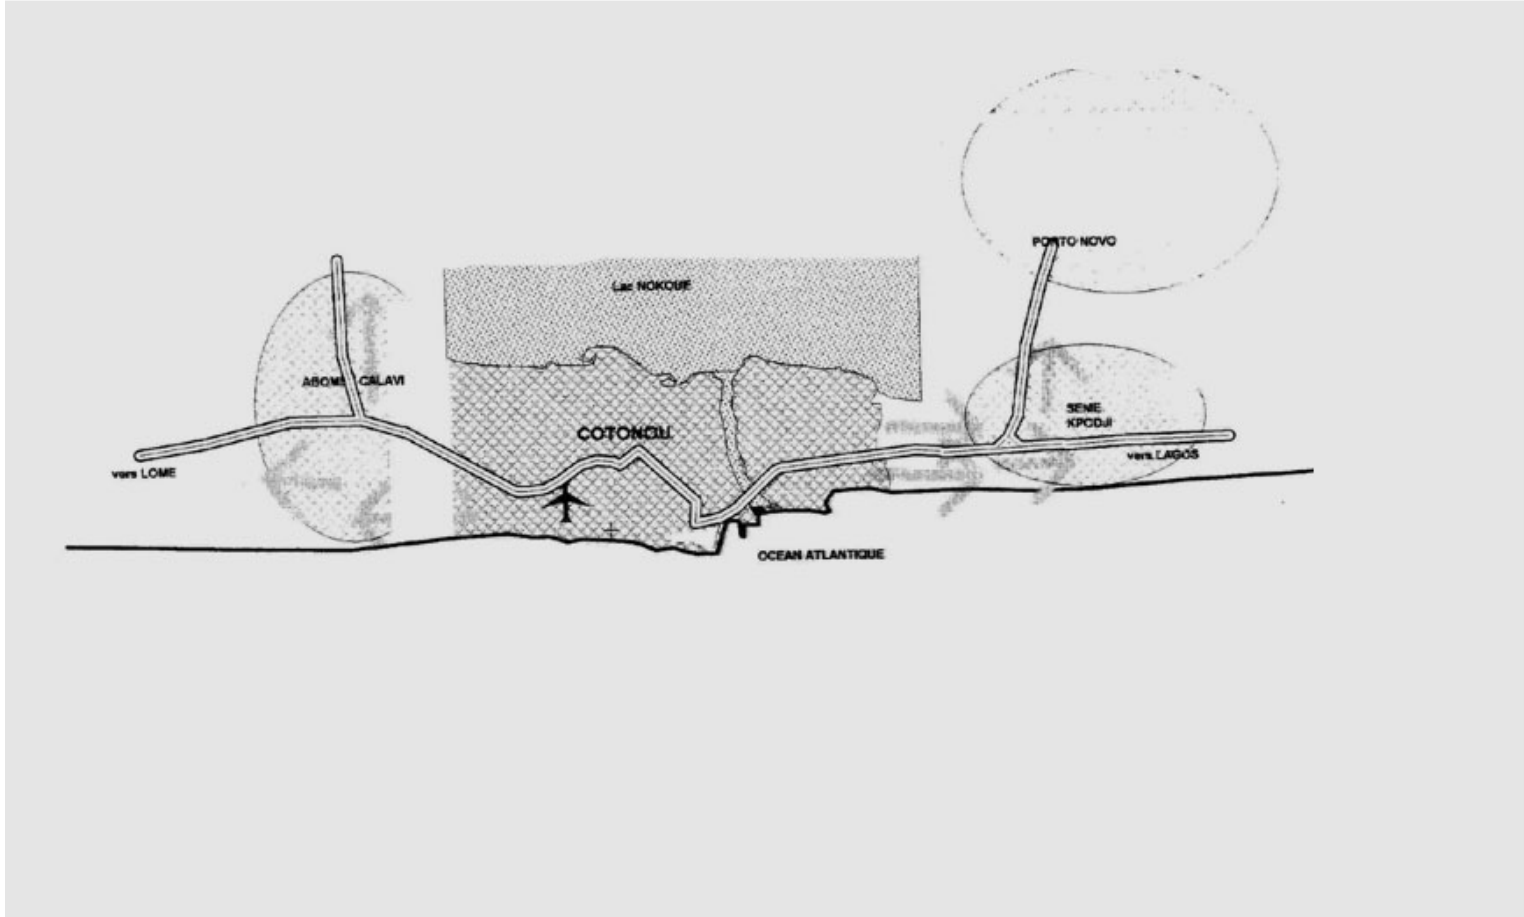 PORTO NOVO
Lac NOKOUE
ABOMEY CALAVI
SEME
KPODJI
COTONOU
vers LAGOS
vers LOME
OCEAN ATLANTIQUE